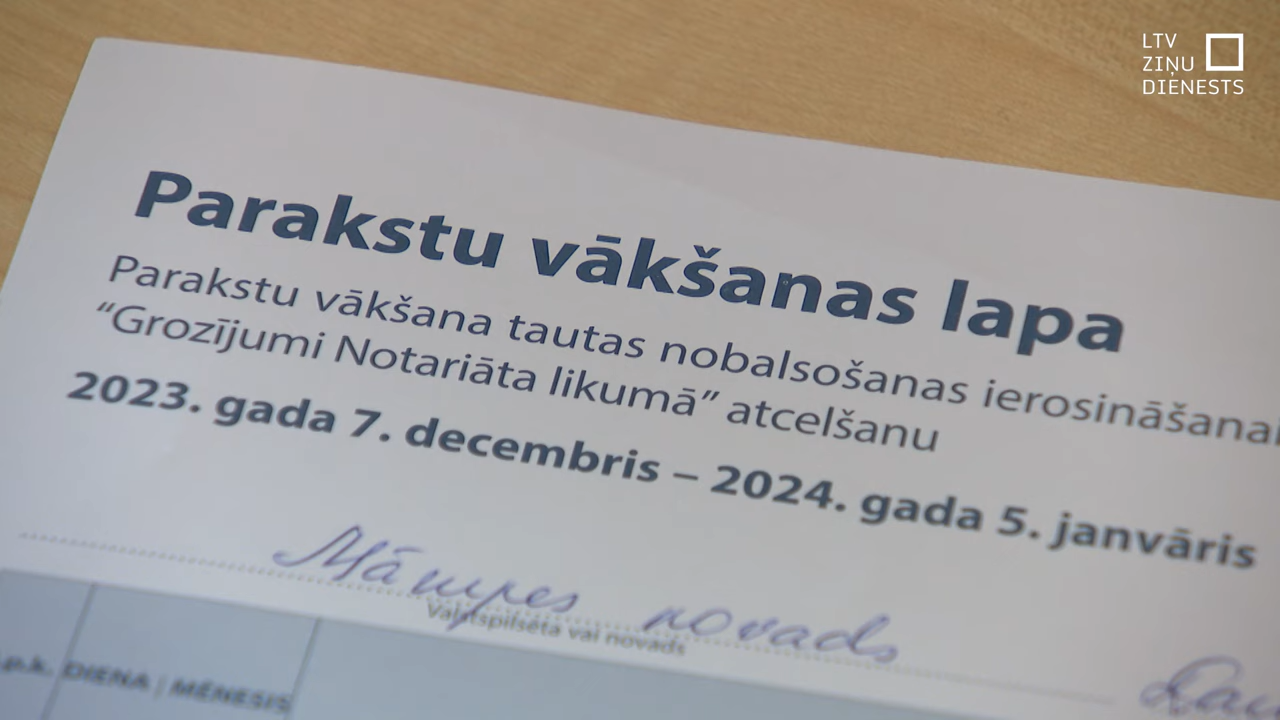 LTV
ZIŅU
DIENESTS
Parakstu vākšanas lapa
Parakstu vākšana tautas nobalsošanas ierosināšanai
“Grozījumi Notariāta likumā” atcelšanu
2023. gada 7. decembris – 2024. gada 5. janvāris
novads
Valstspilsēta vai novads
p.k. DIENA / MĒNESIS